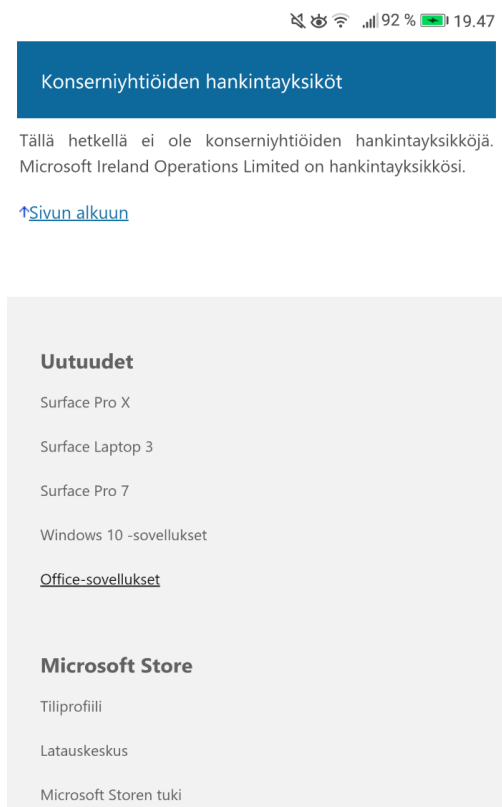 92 % 19.47
Konserniyhtiöiden hankintayksiköt
Tällä hetkellä ei ole konserniyhtiöiden hankintayksikköjä.
Microsoft Ireland Operations Limited on hankintayksikkösi.
↑Sivun alkuun
Uutuudet
Surface Pro X
Surface Laptop 3
Surface Pro 7
Windows 10 -sovellukset
Office-sovellukset
Microsoft Store
Tiliprofiili
Latauskeskus
Microsoft Storen tuki